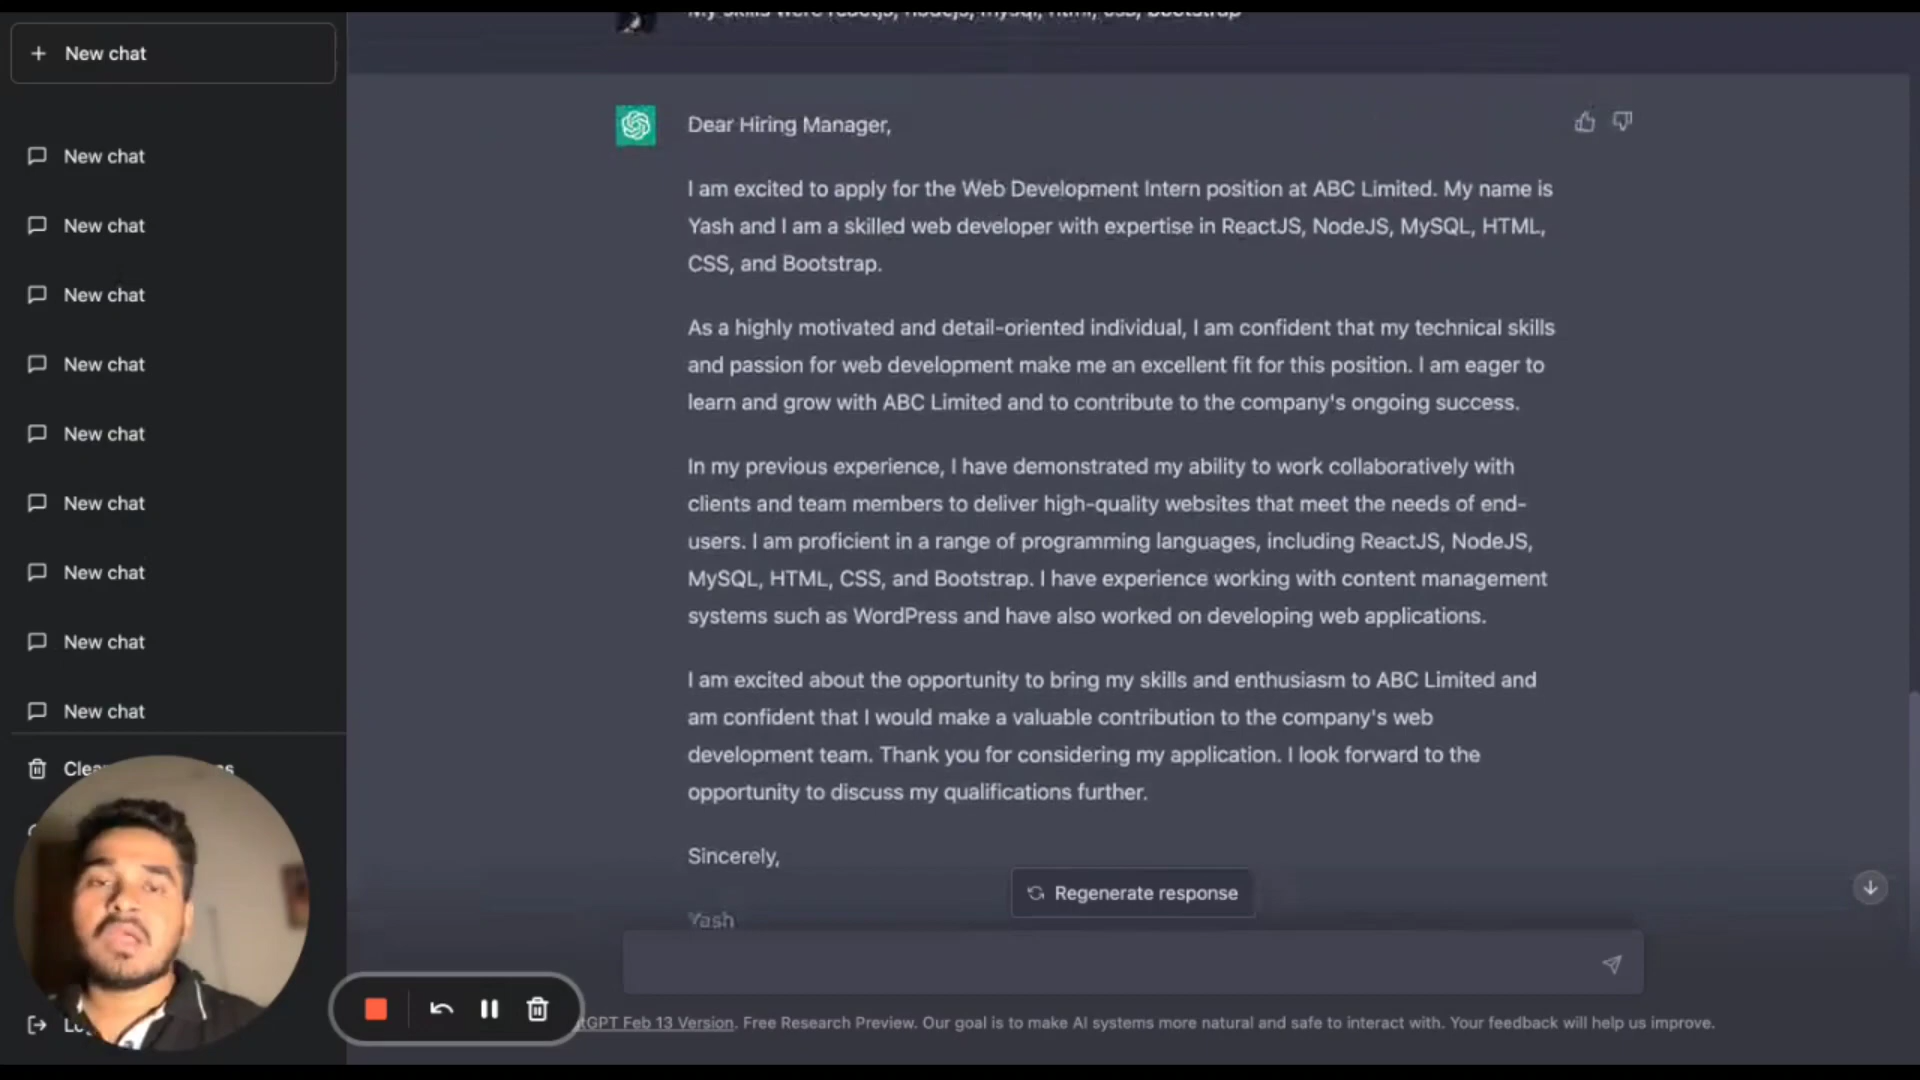 New chat
New chat
New chat
New chat
New chat
New chat
New chat
New chat
New chat
New chat
My skills were reactjs, nodejs, mysql, html, css, bootstrap
Dear Hiring Manager,
I am excited to apply for the Web Development Intern position at ABC Limited. My name is
Yash and I am a skilled web developer with expertise in ReactJS, NodeJS, MySQL, HTML,
CSS, and Bootstrap.
As a highly motivated and detail-oriented individual, I am confident that my technical skills
and passion for web development make me an excellent fit for this position. I am eager to
learn and grow with ABC Limited and to contribute to the company's ongoing success.
In my previous experience, I have demonstrated my ability to work collaboratively with
clients and team members to deliver high-quality websites that meet the needs of end-
users. I am proficient in a range of programming languages, including ReactJS, NodeJS,
MySQL, HTML, CSS, and Bootstrap. I have experience working with content management
systems such as WordPress and have also worked on developing web applications.
I am excited about the opportunity to bring my skills and enthusiasm to ABC Limited and
am confident that I would make a valuable contribution to the company's web
development team. Thank you for considering my application. I look forward to the
opportunity to discuss my qualifications further.
Sincerely,
Yash
Regenerate response
tGPT Feb 13 Version. Free Research Preview. Our goal is to make AI systems more natural and safe to interact with. Your feedback will help us improve.